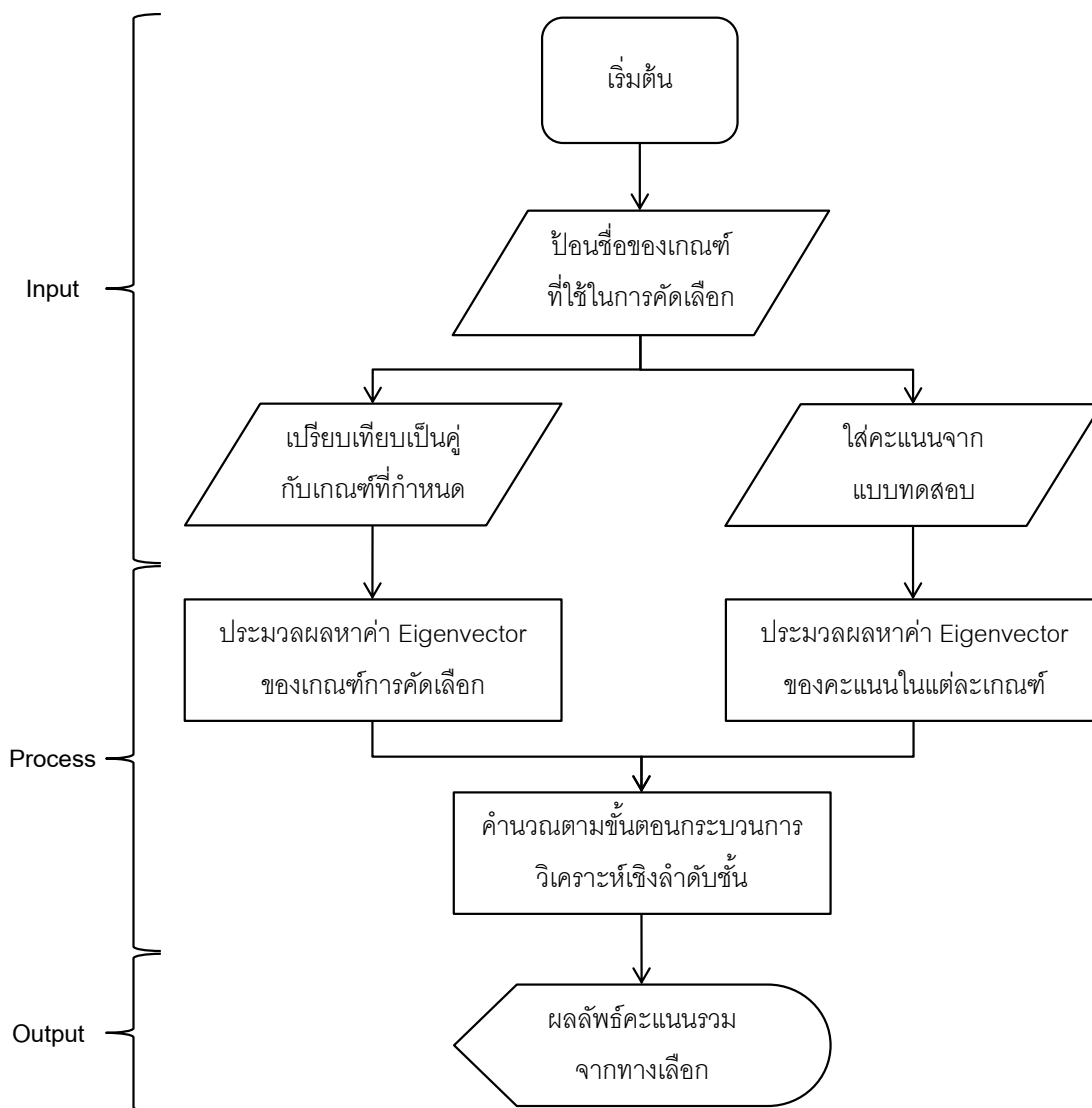 เริ่มต้น
Input
ป้อนชื่อของเกณฑ์
ที่ใช้ในการคัดเลือก
เปรียบเทียบเป็นคู่
กับเกณฑ์ที่กำหนด
ใส่คะแนนจาก
แบบทดสอบ
Process
ประมวลผลหาค่า Eigenvector
ของเกณฑ์การคัดเลือก
ประมวลผลหาค่า Eigenvector
ของคะแนนในแต่ละเกณฑ์
คำนวณตามขั้นตอนกระบวนการ
วิเคราะห์เชิงลำดับชั้น
Output
ผลลัพธ์คะแนนรวม
จากทางเลือก